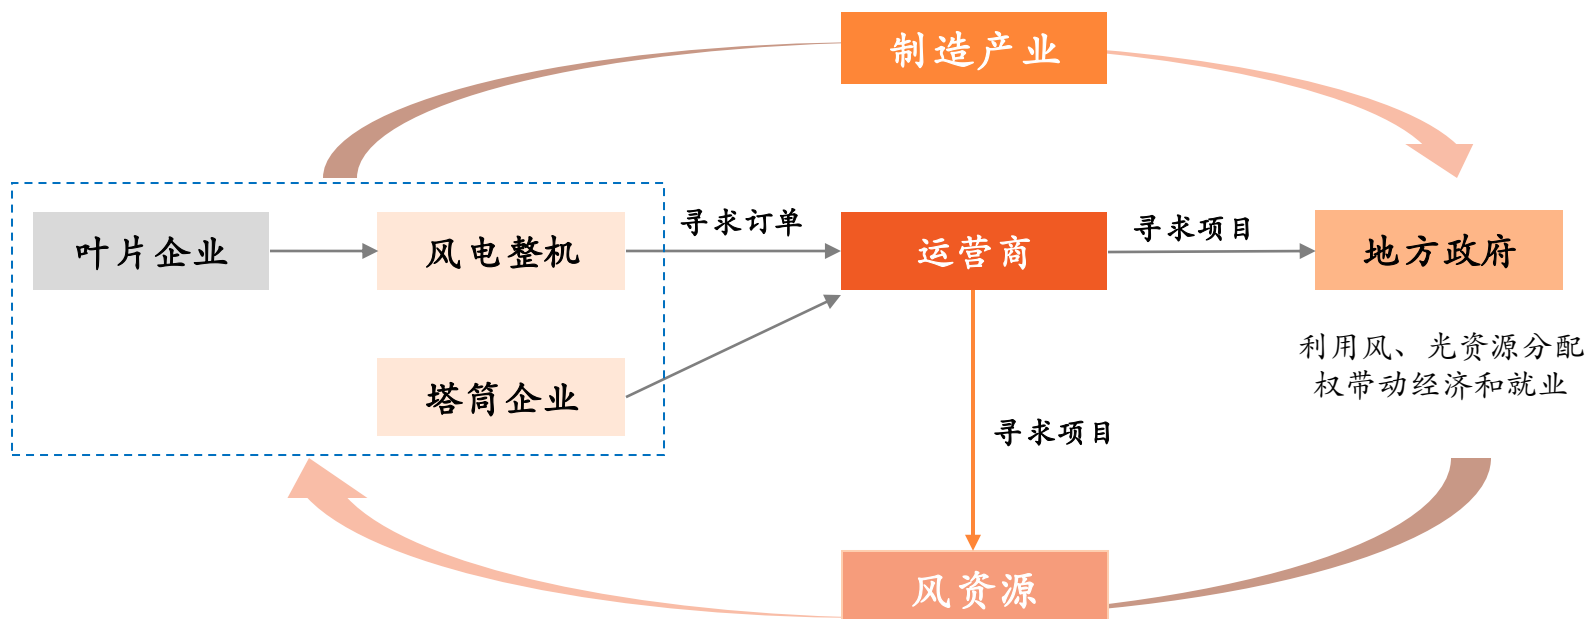 制造产业
叶片企业
风电整机
寻求订单
运营商
寻求项目
地方政府
利用风、光资源分配
权带动经济和就业
塔筒企业
寻求项目
风资源